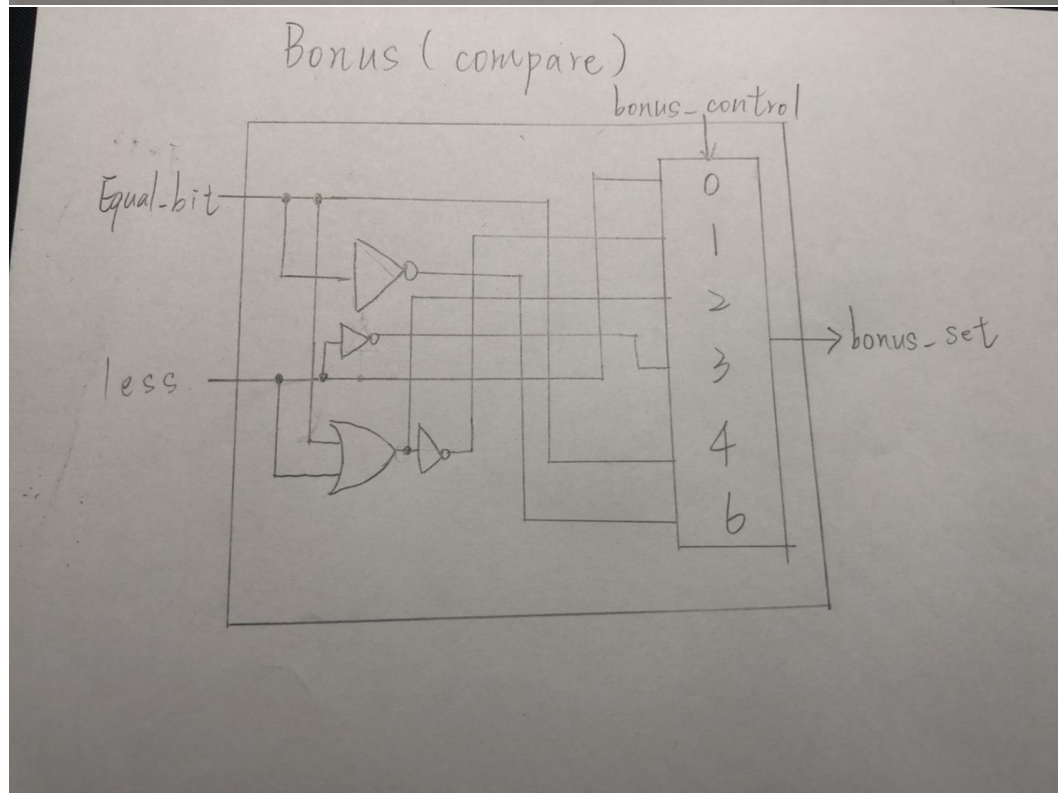 Bonus (compare)
bonus_control
Equal_bit
less
0
1
2
3
4
6
bonus_set